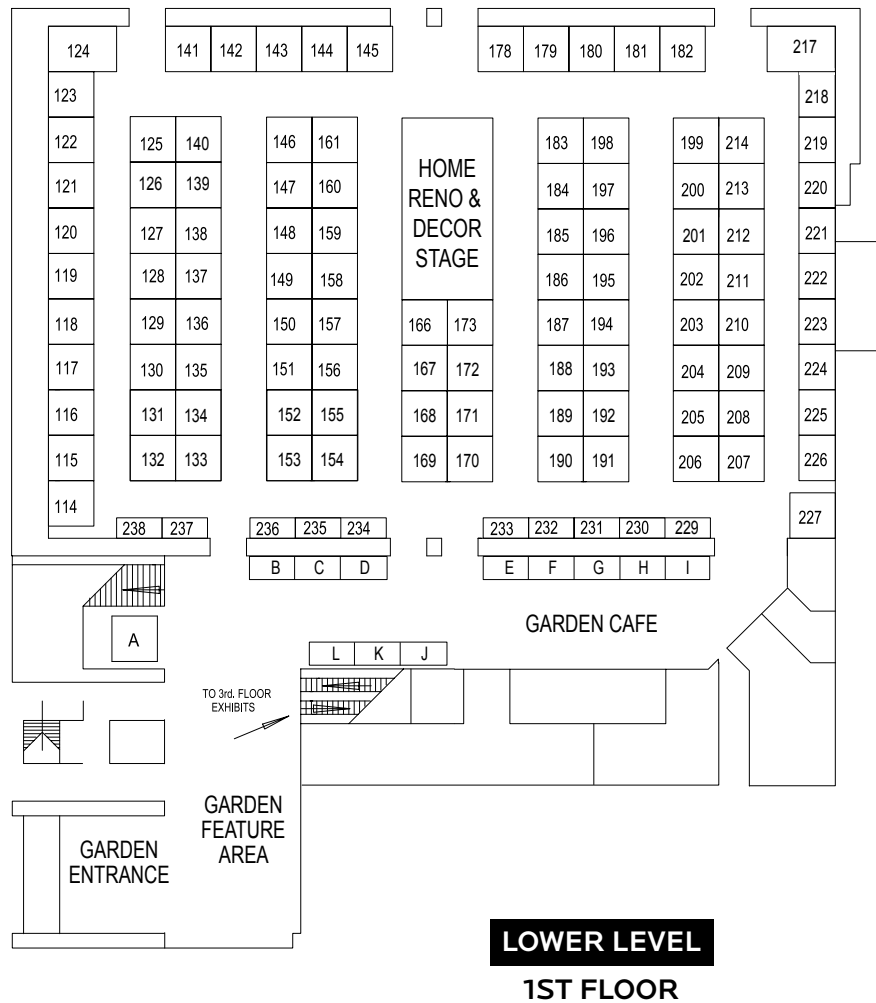 124 141 142 143 144 145 178 179 180 181 182 217
123 218
122 125 140 146 161 183 198 199 214 219
121 126 139 147 160 184 197 200 213 220
HOME
RENO &
DECOR
STAGE
120 127 138 148 159 185 196 201 212 221
119 128 137 149 158 186 195 202 211 222
118 129 136 150 157 166 173 187 194 203 210 223
117 130 135 151 156 167 172 188 193 204 209 224
116 131 134 152 155 168 171 189 192 205 208 225
115 132 133 153 154 169 170 190 191 206 207 226
114 227
238 237 236 235 234 233 232 231 230 229
B C D E F G H I
A
GARDEN CAFE
L K J
TO 3rd. FLOOR
EXHIBITS
GARDEN
FEATURE
AREA
GARDEN
ENTRANCE
LOWER LEVEL
1ST FLOOR